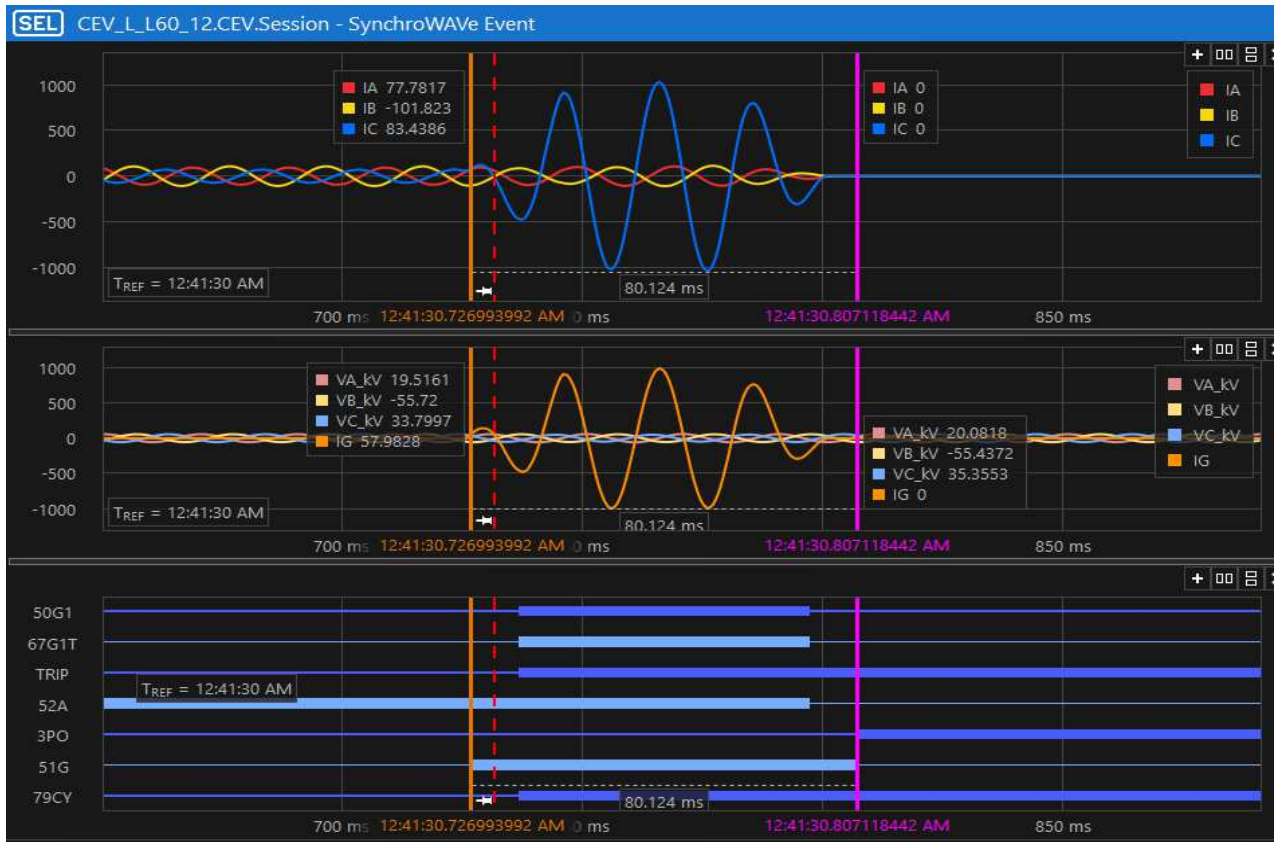 SEL CEV_L_L60_12.CEV.Session - SynchroWAVe Event
1000
500
0
-500
-1000
IA 77.7817
IB -101.823
IC 83.4386
IA 0
IB 0
IC 0
IA
IB
IC
TREF = 12:41:30 AM
80.124 ms
700 ms 12:41:30.726993992 AM 0 ms 12:41:30.807118442 AM 850 ms
1000
500
0
-500
-1000
VA_kV 19.5161
VB_kV -55.72
VC_kV 33.7997
IG 57.9828
VA_kV 20.0818
VB_kV -55.4372
VC_kV 35.3553
IG 0
VA_kV
VB_kV
VC_kV
IG
TREF = 12:41:30 AM
80.124 ms
700 ms 12:41:30.726993992 AM 0 ms 12:41:30.807118442 AM 850 ms
50G1
67G1T
TRIP
TREF = 12:41:30 AM
52A
3PO
51G
79CY
80.124 ms
700 ms 12:41:30.726993992 AM 0 ms 12:41:30.807118442 AM 850 ms